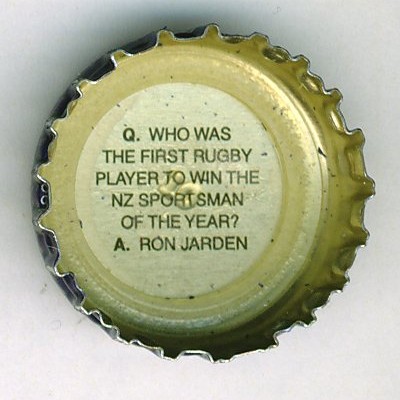 Q. WHO WAS
THE FIRST RUGBY
PLAYER TO WIN THE
NZ SPORTSMAN
OF THE YEAR?
A. RON JARDEN